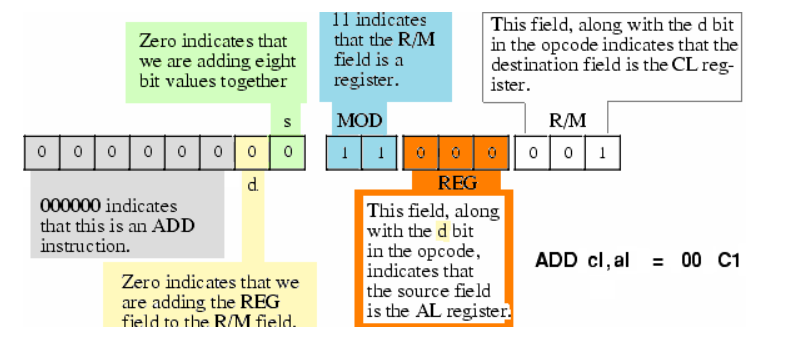 11 indicates
that the R/M
field is a
register.
Zero indicates that
we are adding eight
bit values together
This field, along with the d bit
in the opcode indicates that the
destination field is the CL reg-
ister.
s
MOD
R/M
0 0 0 0 0 0 0 0 1 1 0 0 0 0 0 1
d
REG
000000 indicates
that this is an ADD
instruction.
Zero indicates that we
are adding the REG
field to the R/M field.
This field, along
with the d bit
in the opcode,
indicates that
the source field
is the AL register.
ADD cl,al = 00 C1